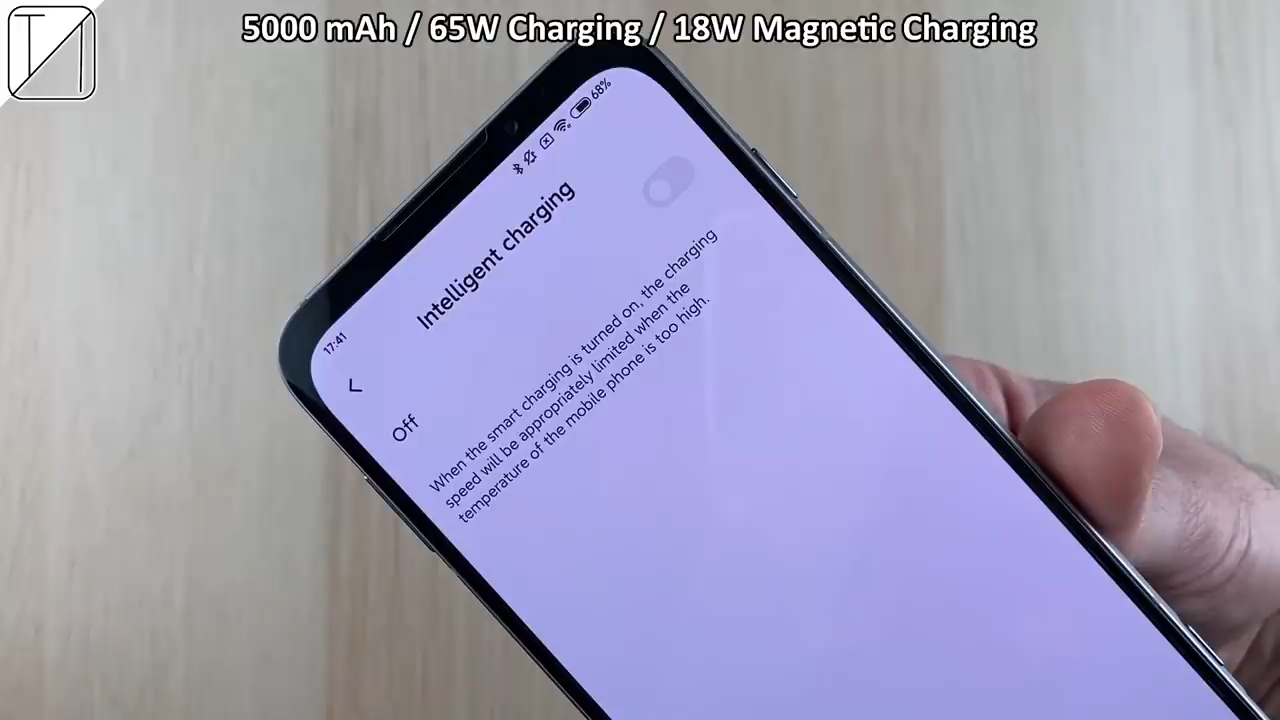 5000 mAh / 65W Charging / 18W Magnetic Charging
17:41
68%
Intelligent charging
Off
When the smart charging is turned on, the charging
speed will be appropriately limited when the
temperature of the mobile phone is too high.